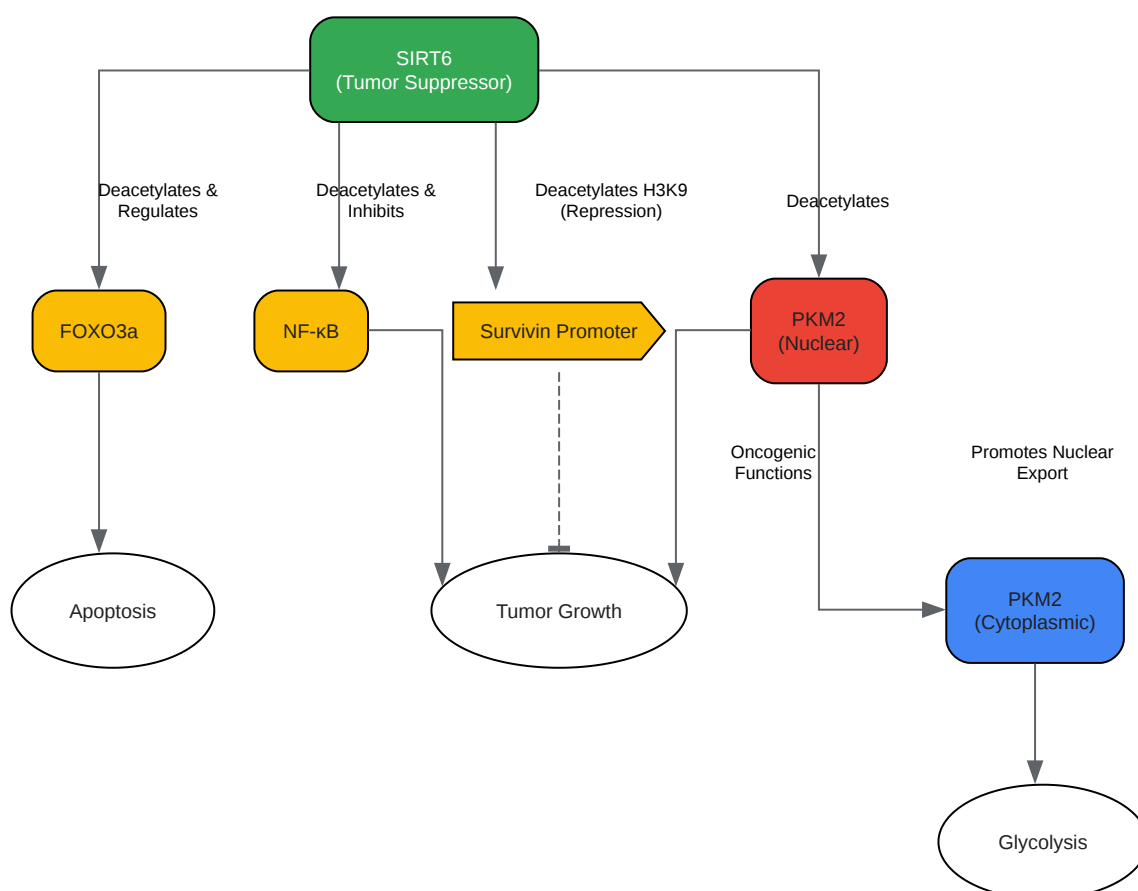 SIRT6
(Tumor Suppressor)
Deacetylates &
Regulates
Deacetylates &
Inhibits
Deacetylates H3K9
(Repression)
Deacetylates
FOXO3a
NF-κB
Survivin Promoter
PKM2
(Nuclear)
Oncogenic
Functions
Promotes Nuclear
Export
Apoptosis
Tumor Growth
PKM2
(Cytoplasmic)
Glycolysis